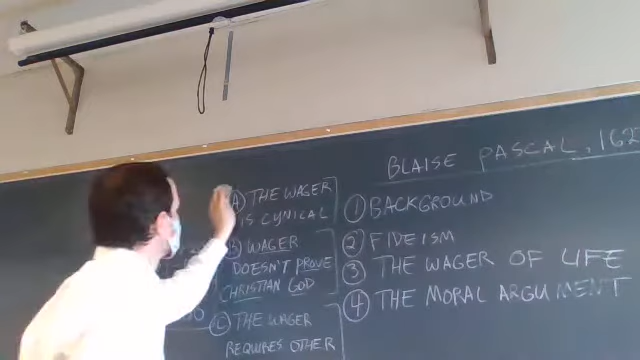 BLAISE PASCAL, 162
① BACKGROUND
② FIDEISM
③ THE WAGER OF LIFE
④ THE MORAL ARGUMENT
Ⓐ THE WAGER
IS CYNICAL
Ⓑ WAGER
DOESN'T PROVE
CHRISTIAN GOD
Ⓒ THE WAGER
REQUIRES OTHER